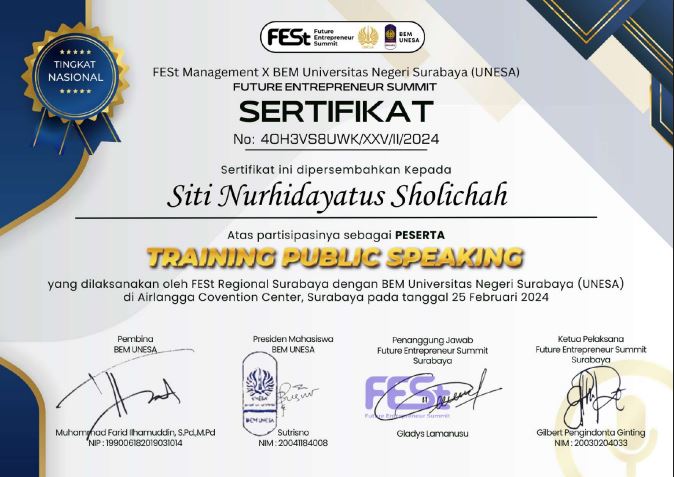 FESt Future Entrepreneur Summit BEM UNESA
TINGKAT
NASIONAL
FESt Management X BEM Universitas Negeri Surabaya (UNESA)
FUTURE ENTREPRENEUR SUMMIT
SERTIFIKAT
No: 4OH3VS8UWK/XXV/II/2024
Sertifikat ini dipersembahkan Kepada
Siti Nurhidayatus Sholichah
Atas partisipasinya sebagai PESERTA
TRAINING PUBLIC SPEAKING
yang dilaksanakan oleh FESt Regional Surabaya dengan BEM Universitas Negeri Surabaya (UNESA)
di Airlangga Covention Center, Surabaya pada tanggal 25 Februari 2024
Pembina
BEM UNESA
Muhammad Farid Ilhamuddin, S.Pd,M.Pd
NIP : 199006182019031014
Presiden Mahasiswa
BEM UNESA
BEM UNESA
Sutrisno
NIM : 20041184008
Penanggung Jawab
Future Entrepreneur Summit
Surabaya
FESt
Future Entrepreneur Summit
Gladys Lamanusu
Ketua Pelaksana
Future Entrepreneur Summit
Surabaya
Gilbert Pengindonta Ginting
NIM : 20030204033